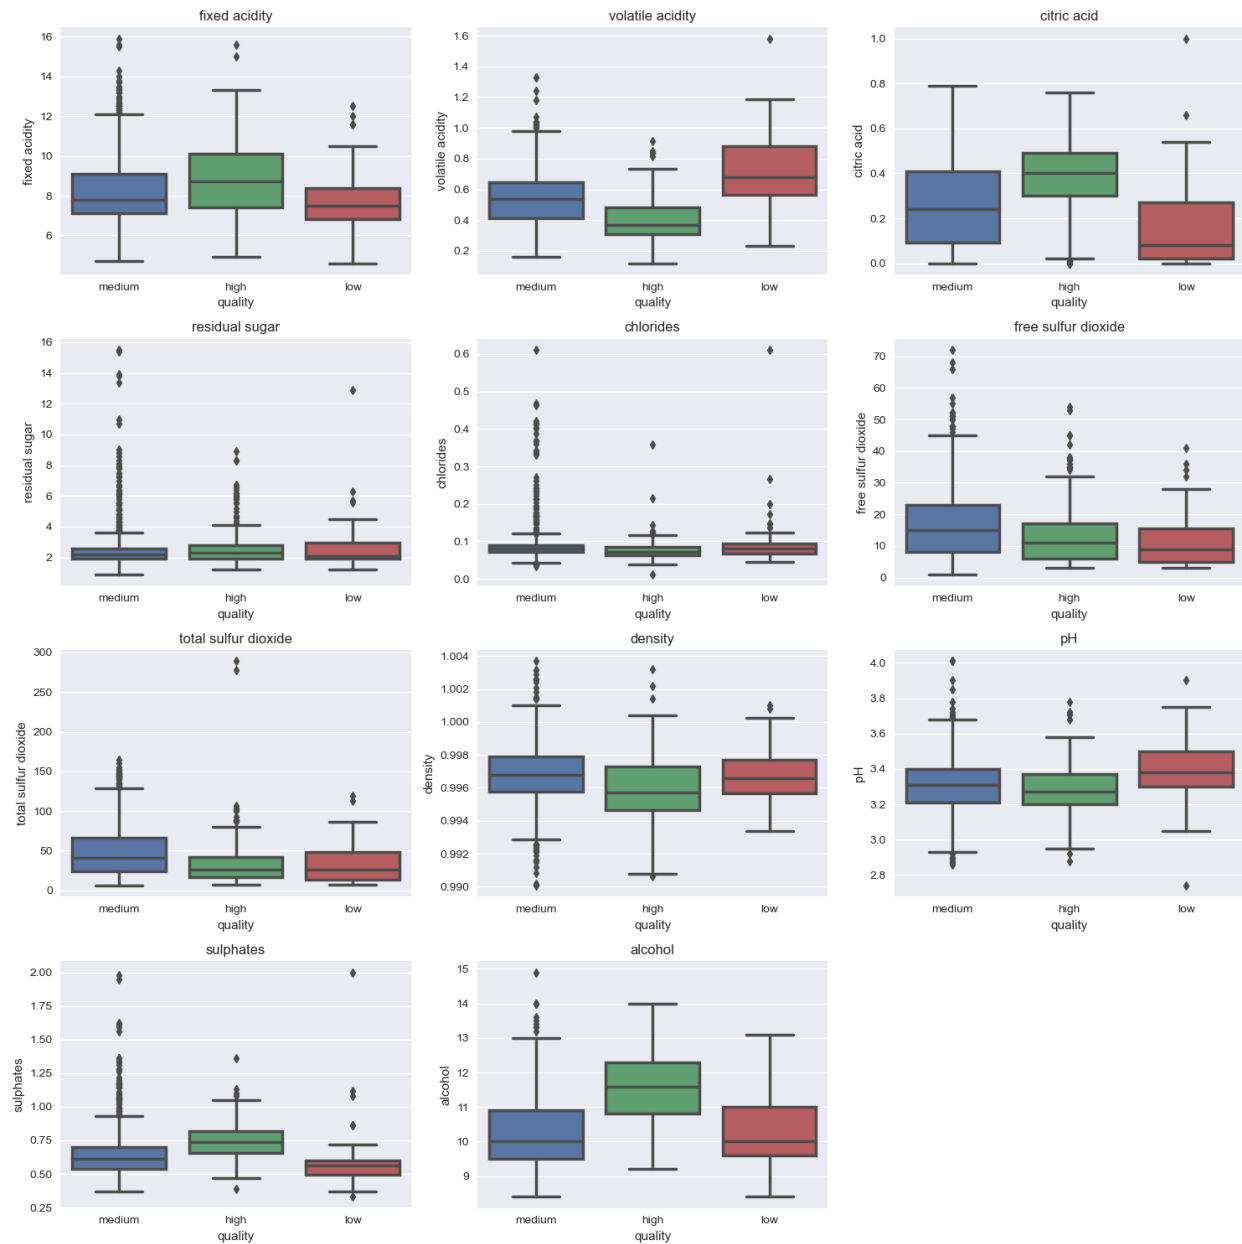 fixed acidity
16
14
12
10
8
6
fixed acidity
medium high low
quality
volatile acidity
1.6
1.4
1.2
1.0
0.8
0.6
0.4
0.2
volatile acidity
medium high low
quality
citric acid
1.0
0.8
0.6
0.4
0.2
0.0
citric acid
medium high low
quality
residual sugar
16
14
12
10
8
6
4
2
residual sugar
medium high low
quality
chlorides
0.6
0.5
0.4
0.3
0.2
0.1
0.0
chlorides
medium high low
quality
free sulfur dioxide
70
60
50
40
30
20
10
0
free sulfur dioxide
medium high low
quality
total sulfur dioxide
300
250
200
150
100
50
0
total sulfur dioxide
medium high low
quality
density
1.004
1.002
1.000
0.998
0.996
0.994
0.992
0.990
density
medium high low
quality
pH
4.0
3.8
3.6
3.4
3.2
3.0
2.8
pH
medium high low
quality
sulphates
2.00
1.75
1.50
1.25
1.00
0.75
0.50
0.25
sulphates
medium high low
quality
alcohol
15
14
13
12
11
10
9
alcohol
medium high low
quality